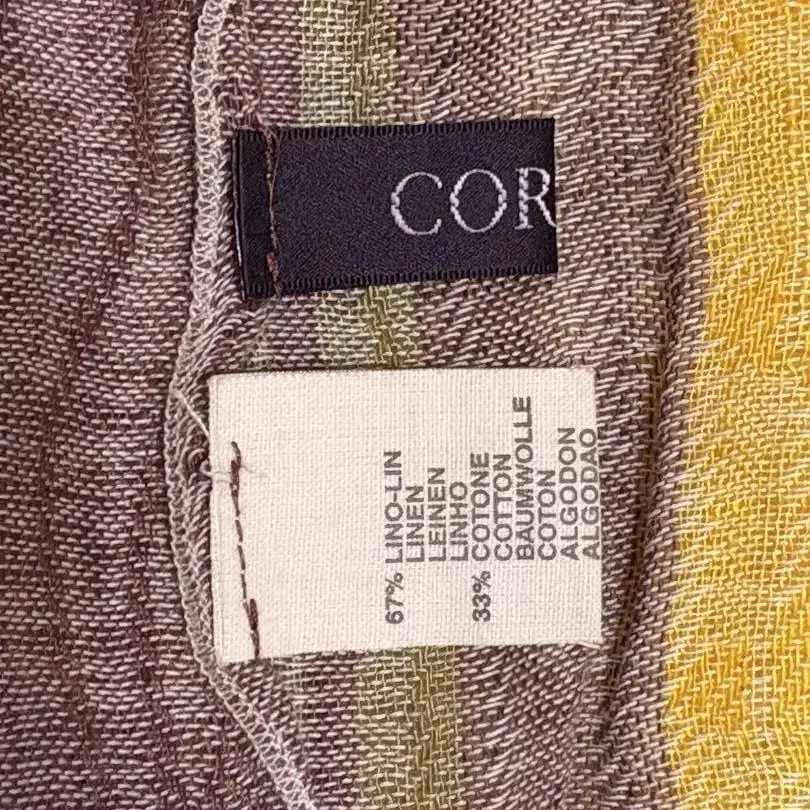 COR
67% LINO-LIN
LINEN
LEINEN
LINHO
33% COTONE
COTTON
BAUMWOLLE
COTON
ALGODON
ALGODAO